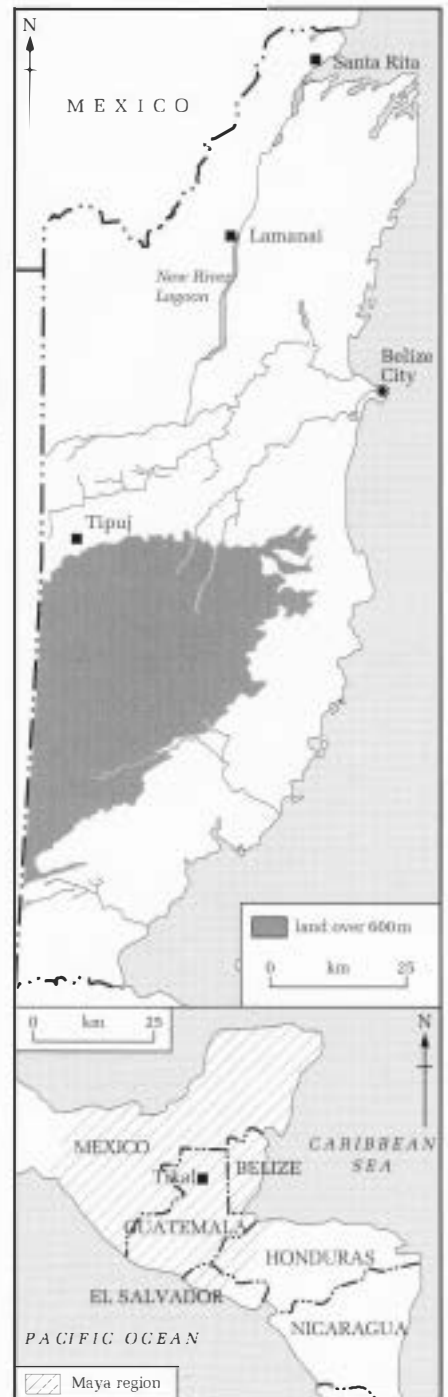 N
Santa Rita
MEXICO
Lamanai
New River
Lagoon
Belize
City
Tipuj
land over 600m
0 km 25
0 km 25
N
MEXICO
CARIBBEAN
SEA
BELIZE
Tikal
GUATEMALA
HONDURAS
EL SALVADOR
NICARAGUA
PACIFIC OCEAN
Maya region